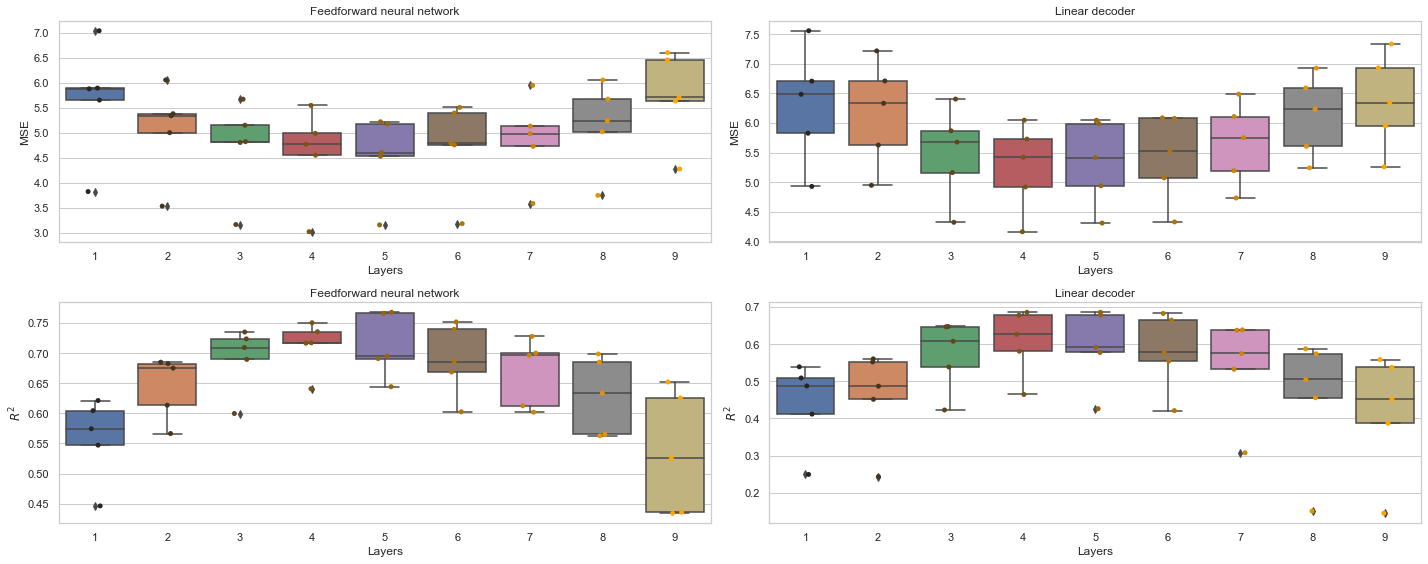 Feedforward neural network
MSE
7.0
6.5
6.0
5.5
5.0
4.5
4.0
3.5
3.0
1 2 3 4 5 6 7 8 9
Layers
Linear decoder
MSE
7.5
7.0
6.5
6.0
5.5
5.0
4.5
4.0
1 2 3 4 5 6 7 8 9
Layers
Feedforward neural network
R²
0.75
0.70
0.65
0.60
0.55
0.50
0.45
1 2 3 4 5 6 7 8 9
Layers
Linear decoder
R²
0.7
0.6
0.5
0.4
0.3
0.2
1 2 3 4 5 6 7 8 9
Layers